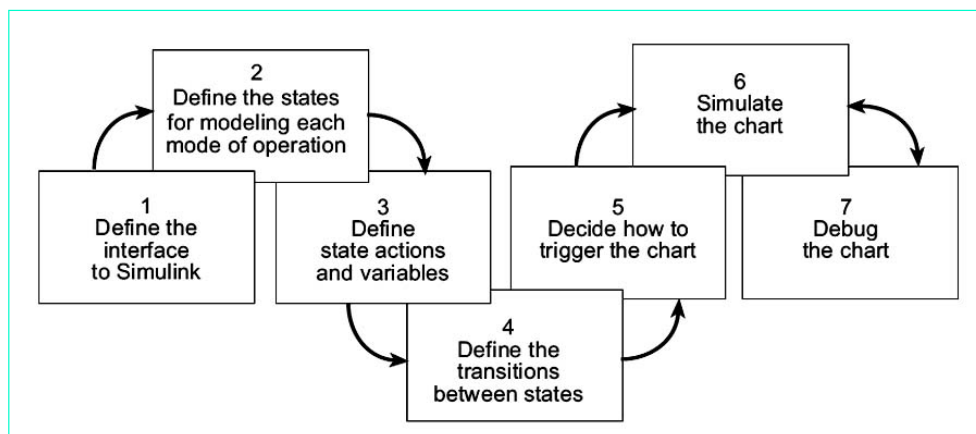 1
Define the
interface
to Simulink
2
Define the states
for modeling each
mode of operation
3
Define
state actions
and variables
4
Define the
transitions
between states
5
Decide how to
trigger the chart
6
Simulate
the chart
7
Debug
the chart